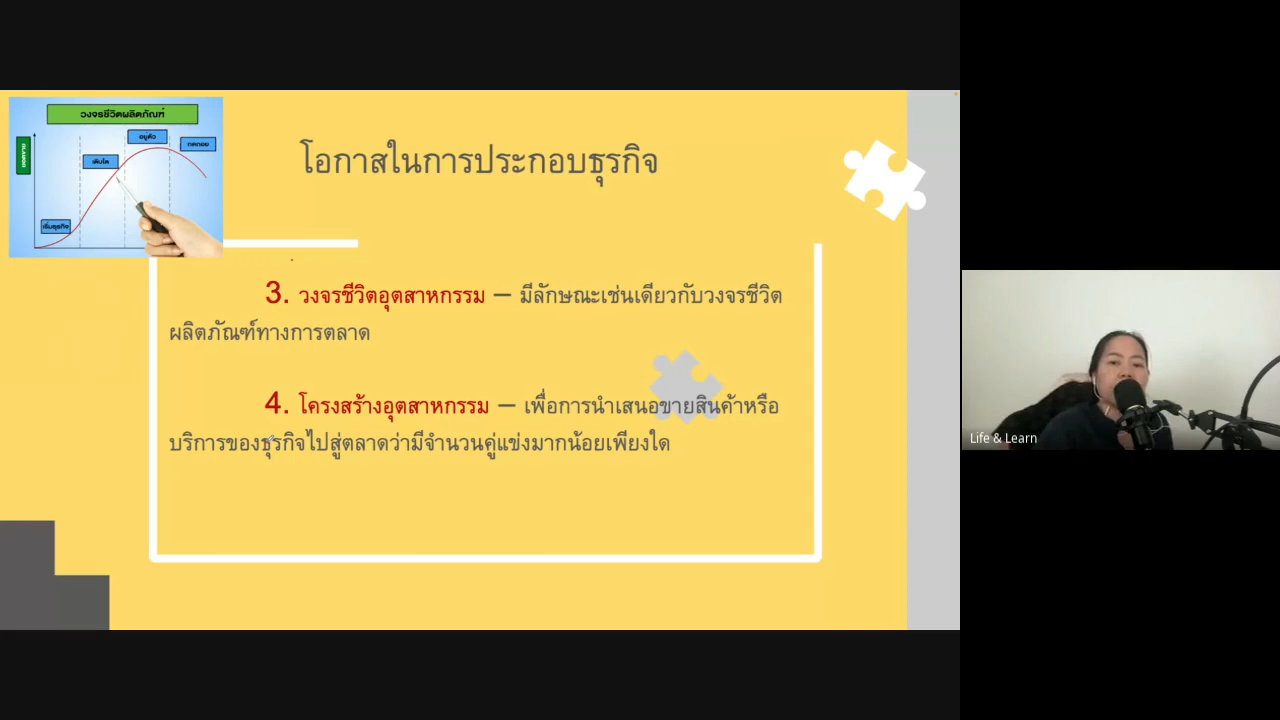 วงจรชีวิตผลิตภัณฑ์
อยู่ตัว
ถดถอย
เติบโต
เริ่มธุรกิจ
โอกาสในการประกอบธุรกิจ
3. วงจรชีวิตอุตสาหกรรม – มีลักษณะเช่นเดียวกับวงจรชีวิต
ผลิตภัณฑ์ทางการตลาด
4. โครงสร้างอุตสาหกรรม – เพื่อการนำเสนอขายสินค้าหรือ
บริการของธุรกิจไปสู่ตลาดว่ามีจำนวนคู่แข่งมากน้อยเพียงใด
Life & Learn